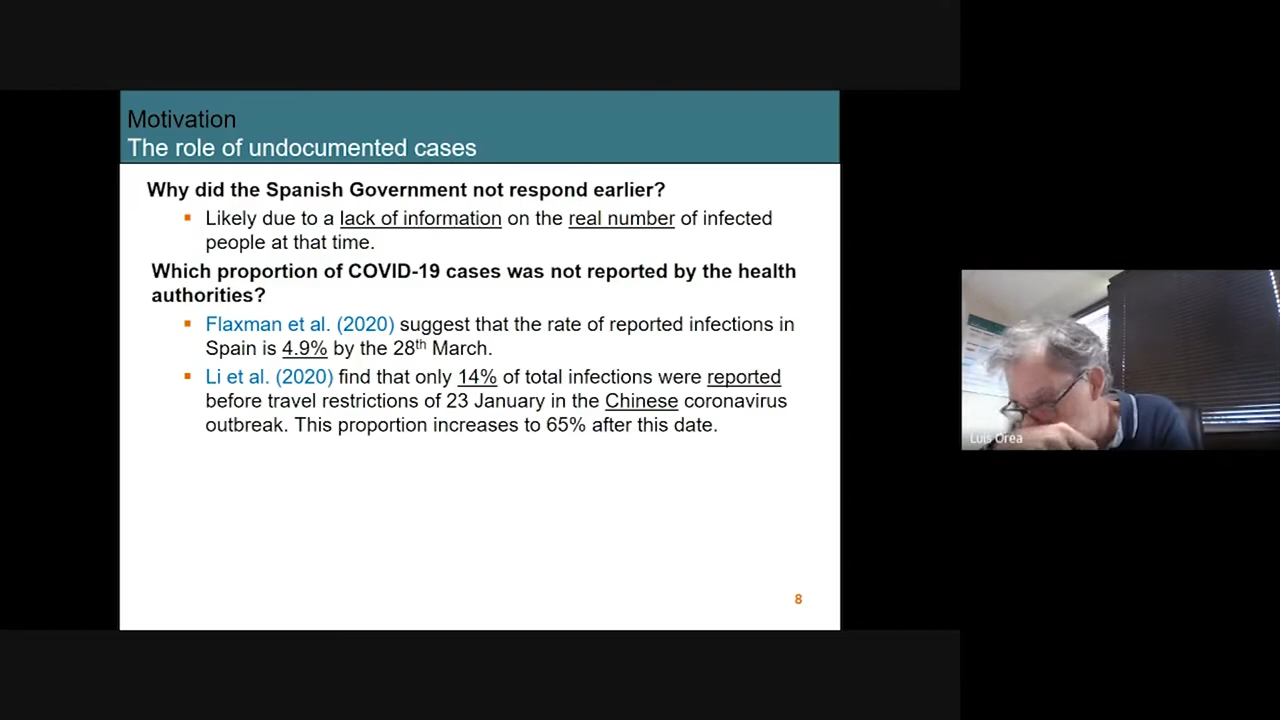 Motivation
The role of undocumented cases
Why did the Spanish Government not respond earlier?
▪ Likely due to a lack of information on the real number of infected
people at that time.
Which proportion of COVID-19 cases was not reported by the health
authorities?
▪ Flaxman et al. (2020) suggest that the rate of reported infections in
Spain is 4.9% by the 28th March.
▪ Li et al. (2020) find that only 14% of total infections were reported
before travel restrictions of 23 January in the Chinese coronavirus
outbreak. This proportion increases to 65% after this date.
8
Luis Orea